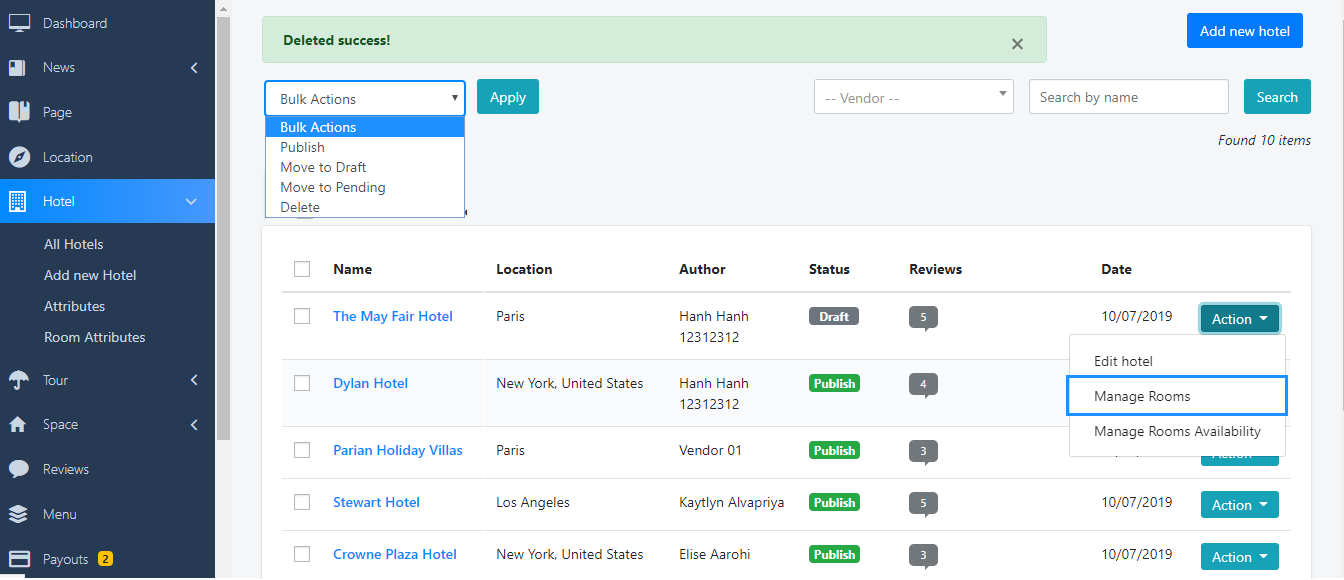 Dashboard
News
Page
Location
Hotel
All Hotels
Add new Hotel
Attributes
Room Attributes
Tour
Space
Reviews
Menu
Payouts 2
Deleted success! ×
Add new hotel
Bulk Actions
Apply
-- Vendor --
Search by name
Search
Bulk Actions
Publish
Move to Draft
Move to Pending
Delete
Found 10 items
Name Location Author Status Reviews Date
The May Fair Hotel Paris Hanh Hanh Draft 5 10/07/2019 Action
12312312
Edit hotel
Manage Rooms
Manage Rooms Availability
Dylan Hotel New York, United States Hanh Hanh Publish 4
12312312
Parian Holiday Villas Paris Vendor 01 Publish 3
Stewart Hotel Los Angeles Kaytlyn Alvapriya Publish 5 10/07/2019 Action
Crowne Plaza Hotel New York, United States Elise Aarohi Publish 3 10/07/2019 Action